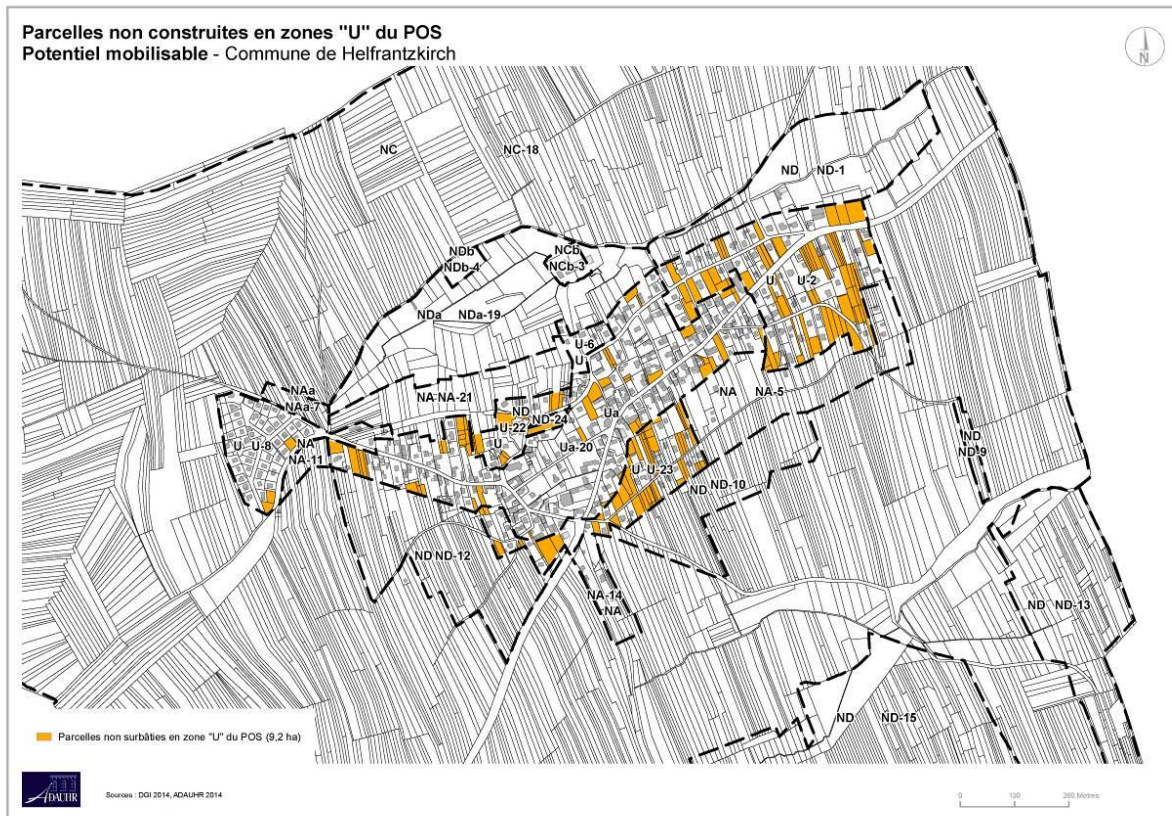 Parcelles non construites en zones "U" du POS
Potentiel mobilisable - Commune de Helfrantzkirch
N
NC NC-18
ND ND-1
NDb
NDb-4
NCb
NCb-3
NDa NDa-19
U U-2
U-6
U
NAa
NAa-7
NA NA-21
ND
ND-24
U-22
U
Ua
NA NA-5
U U-8
NA
NA-11
Ua-20
U U-23
ND ND-10
ND
ND-9
ND ND-12
NA-14
NA
ND ND-13
ND ND-15
Parcelles non surbâties en zone "U" du POS (9,2 ha)
ADAUHR
Sources : DGI 2014, ADAUHR 2014
0 130 260 Mètres